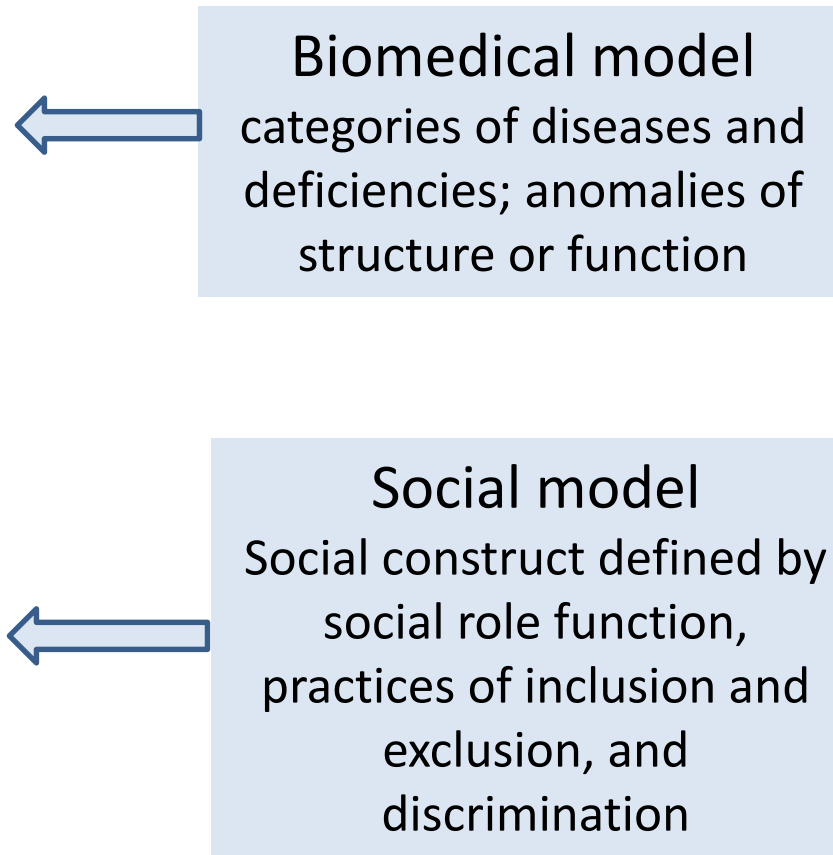 Biomedical model
categories of diseases and
deficiencies; anomalies of
structure or function
Social model
Social construct defined by
social role function,
practices of inclusion and
exclusion, and
discrimination